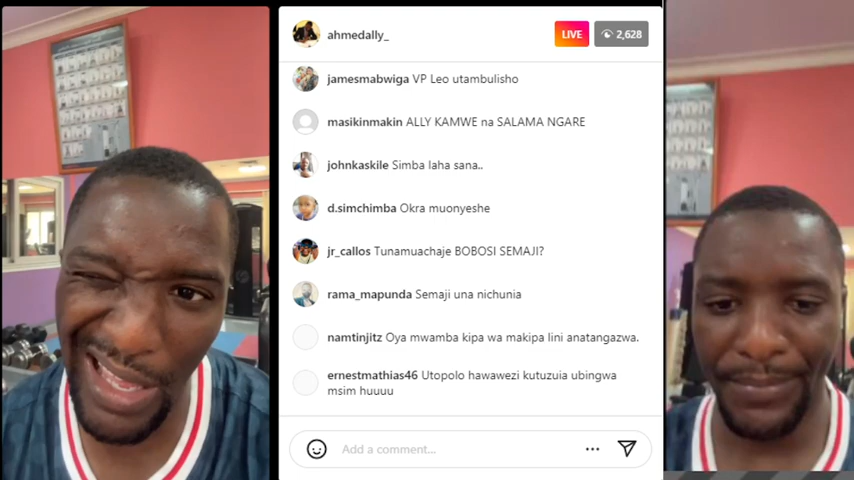 ahmedally_
LIVE
2,628
jamesmabwiga VP Leo utambulisho
masikinmakin ALLY KAMWE na SALAMA NGARE
johnkaskile Simba laha sana..
d.simchimba Okra muonyeshe
jr_callos Tunamuachaje BOBOSI SEMAJI?
rama_mapunda Semaji una nichunia
namtinjitz Oya mwamba kipa wa makipa lini anatangazwa.
ernestmathias46 Utopolo hawawezi kutuzuia ubingwa
msim huuuu
Add a comment...